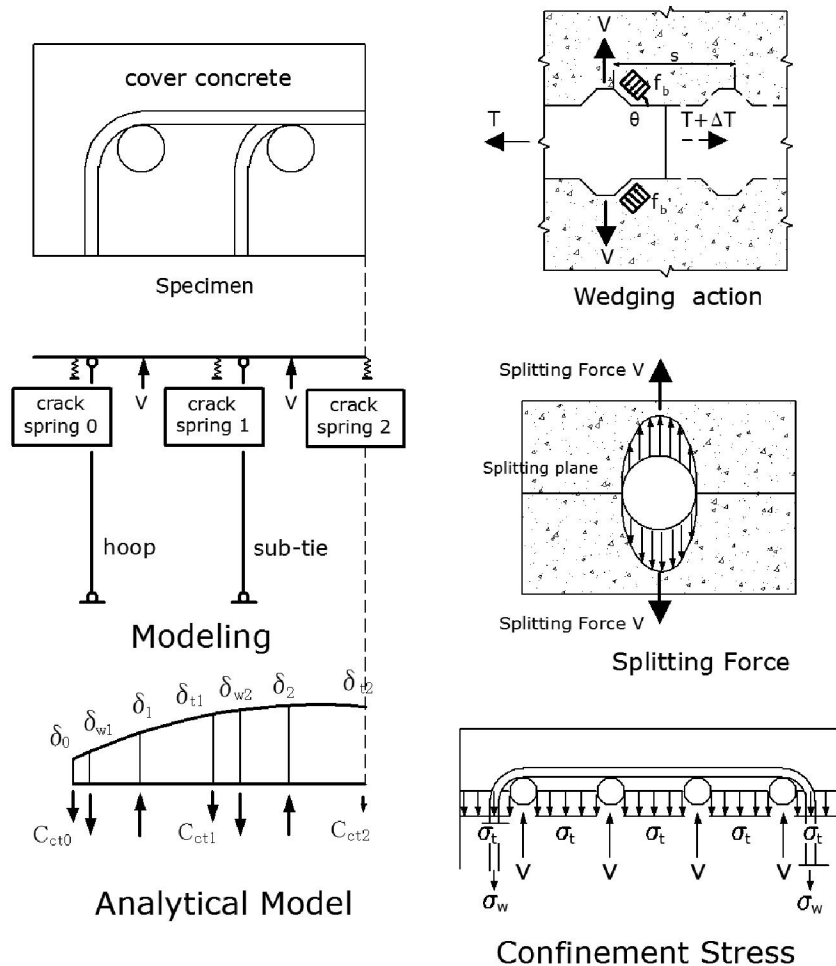 cover concrete
Specimen
V
V
crack
spring 0
crack
spring 1
crack
spring 2
hoop
sub-tie
Modeling
δ0
δw1
δ1
δt1
δw2
δ2
δt2
Cct0
Cct1
Cct2
Analytical Model
V
s
fb
θ
T
T+ΔT
fb
V
Wedging action
Splitting Force V
Splitting plane
Splitting Force V
Splitting Force
σt σt σt σt σt
V V V V
σw σw
Confinement Stress